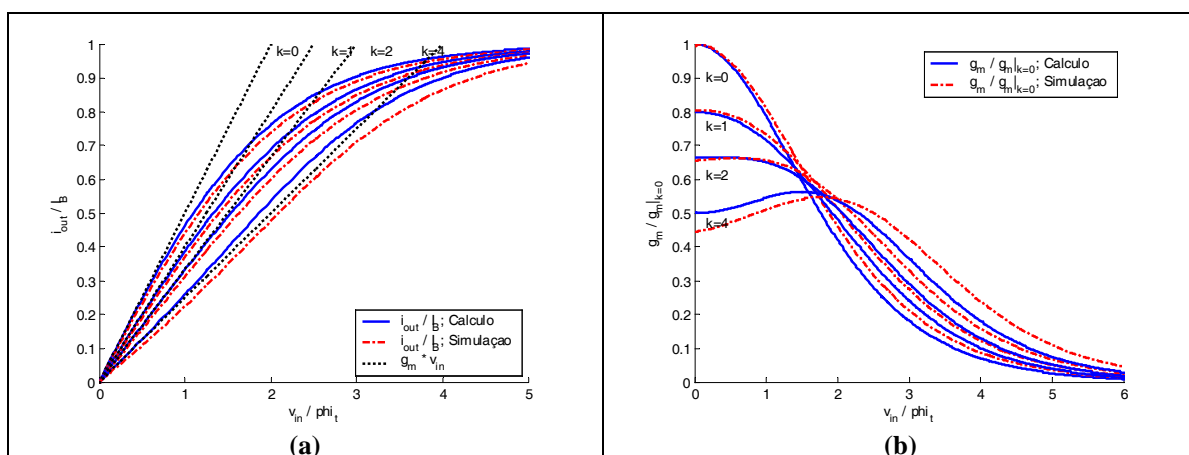 k=0 k=1 k=2 k=4
1
0.9
0.8
0.7
0.6
0.5
0.4
0.3
0.2
0.1
0
i_out / I_B
i_out / I_B; Calculo
i_out / I_B; Simulaçao
g_m * v_in
0 1 2 3 4 5
v_in / phi_t
(a)
1
0.9
0.8
0.7
0.6
0.5
0.4
0.3
0.2
0.1
0
g_m / g_m|k=0
k=0
k=1
k=2
k=4
g_m / g_m|k=0; Calculo
g_m / g_m|k=0; Simulaçao
0 1 2 3 4 5 6
v_in / phi_t
(b)